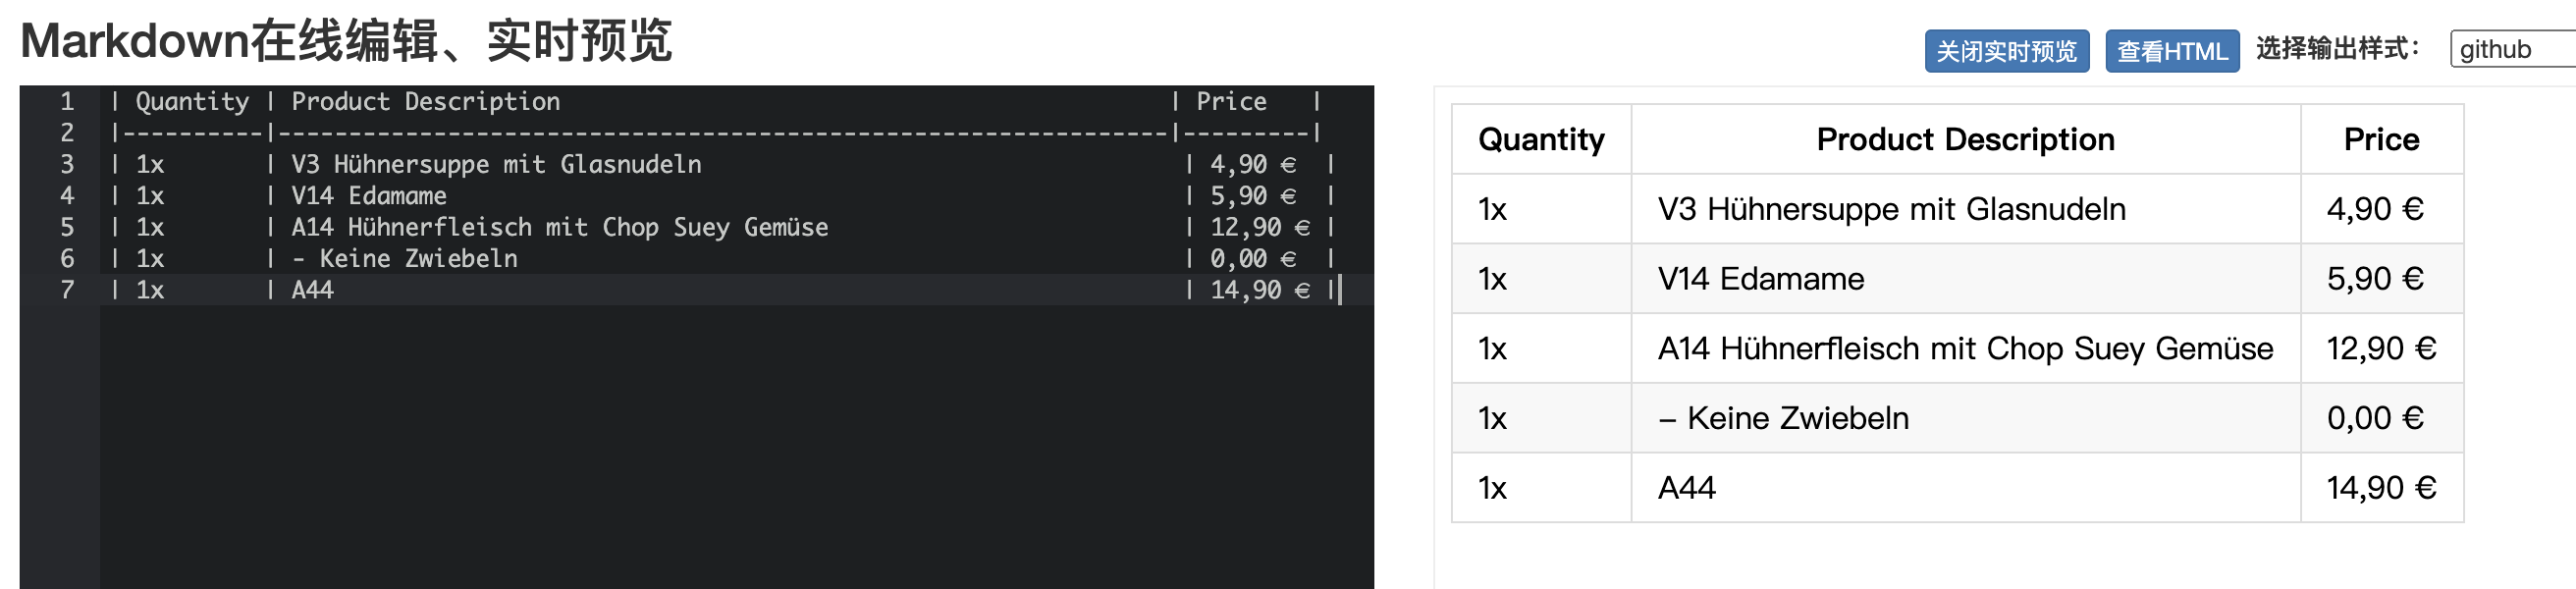 Markdown在线编辑、实时预览
关闭实时预览 查看HTML 选择输出样式： github
1 | Quantity | Product Description | Price |
2 |----------|---------------------------------------------------------------|---------|
3 | 1x | V3 Hühnersuppe mit Glasnudeln | 4,90 € |
4 | 1x | V14 Edamame | 5,90 € |
5 | 1x | A14 Hühnerfleisch mit Chop Suey Gemüse | 12,90 € |
6 | 1x | - Keine Zwiebeln | 0,00 € |
7 | 1x | A44 | 14,90 € |
Quantity Product Description Price
1x V3 Hühnersuppe mit Glasnudeln 4,90 €
1x V14 Edamame 5,90 €
1x A14 Hühnerfleisch mit Chop Suey Gemüse 12,90 €
1x – Keine Zwiebeln 0,00 €
1x A44 14,90 €